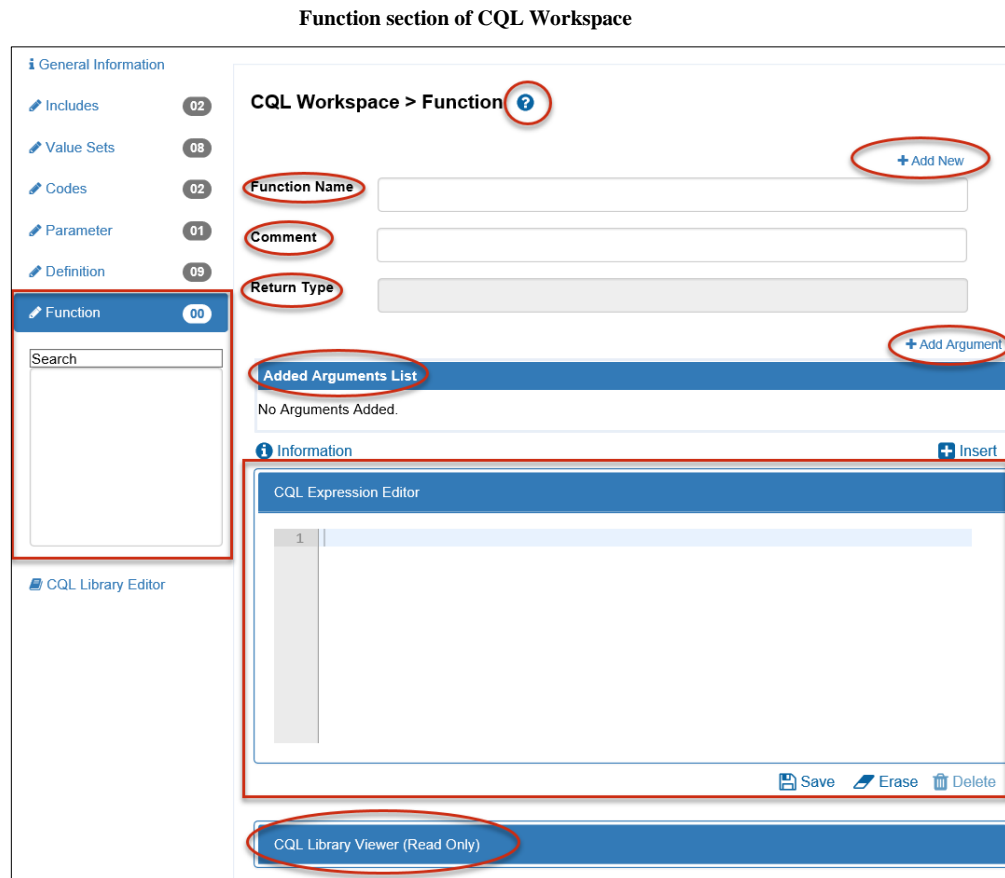 Function section of CQL Workspace
General Information
Includes 02
Value Sets 08
Codes 02
Parameter 01
Definition 09
Function 00
Search
CQL Library Editor
CQL Workspace > Function ?
+ Add New
Function Name
Comment
Return Type
+ Add Argument
Added Arguments List
No Arguments Added.
Information
Insert
CQL Expression Editor
1
Save Erase Delete
CQL Library Viewer (Read Only)